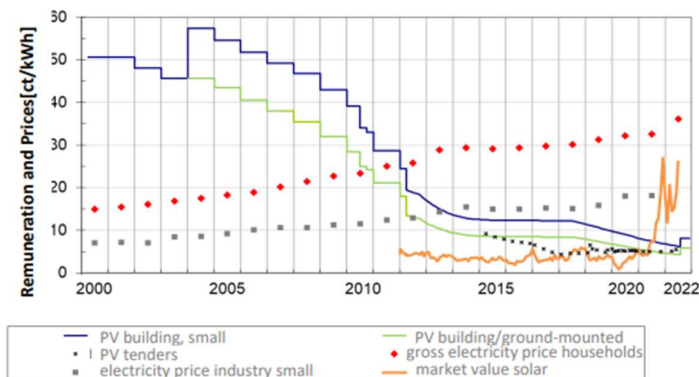 Remuneration and Prices[ct/kWh]
60
50
40
30
20
10
0
2000
2005
2010
2015
2020
2022
PV building, small
PV building/ground-mounted
PV tenders
gross electricity price households
electricity price industry small
market value solar